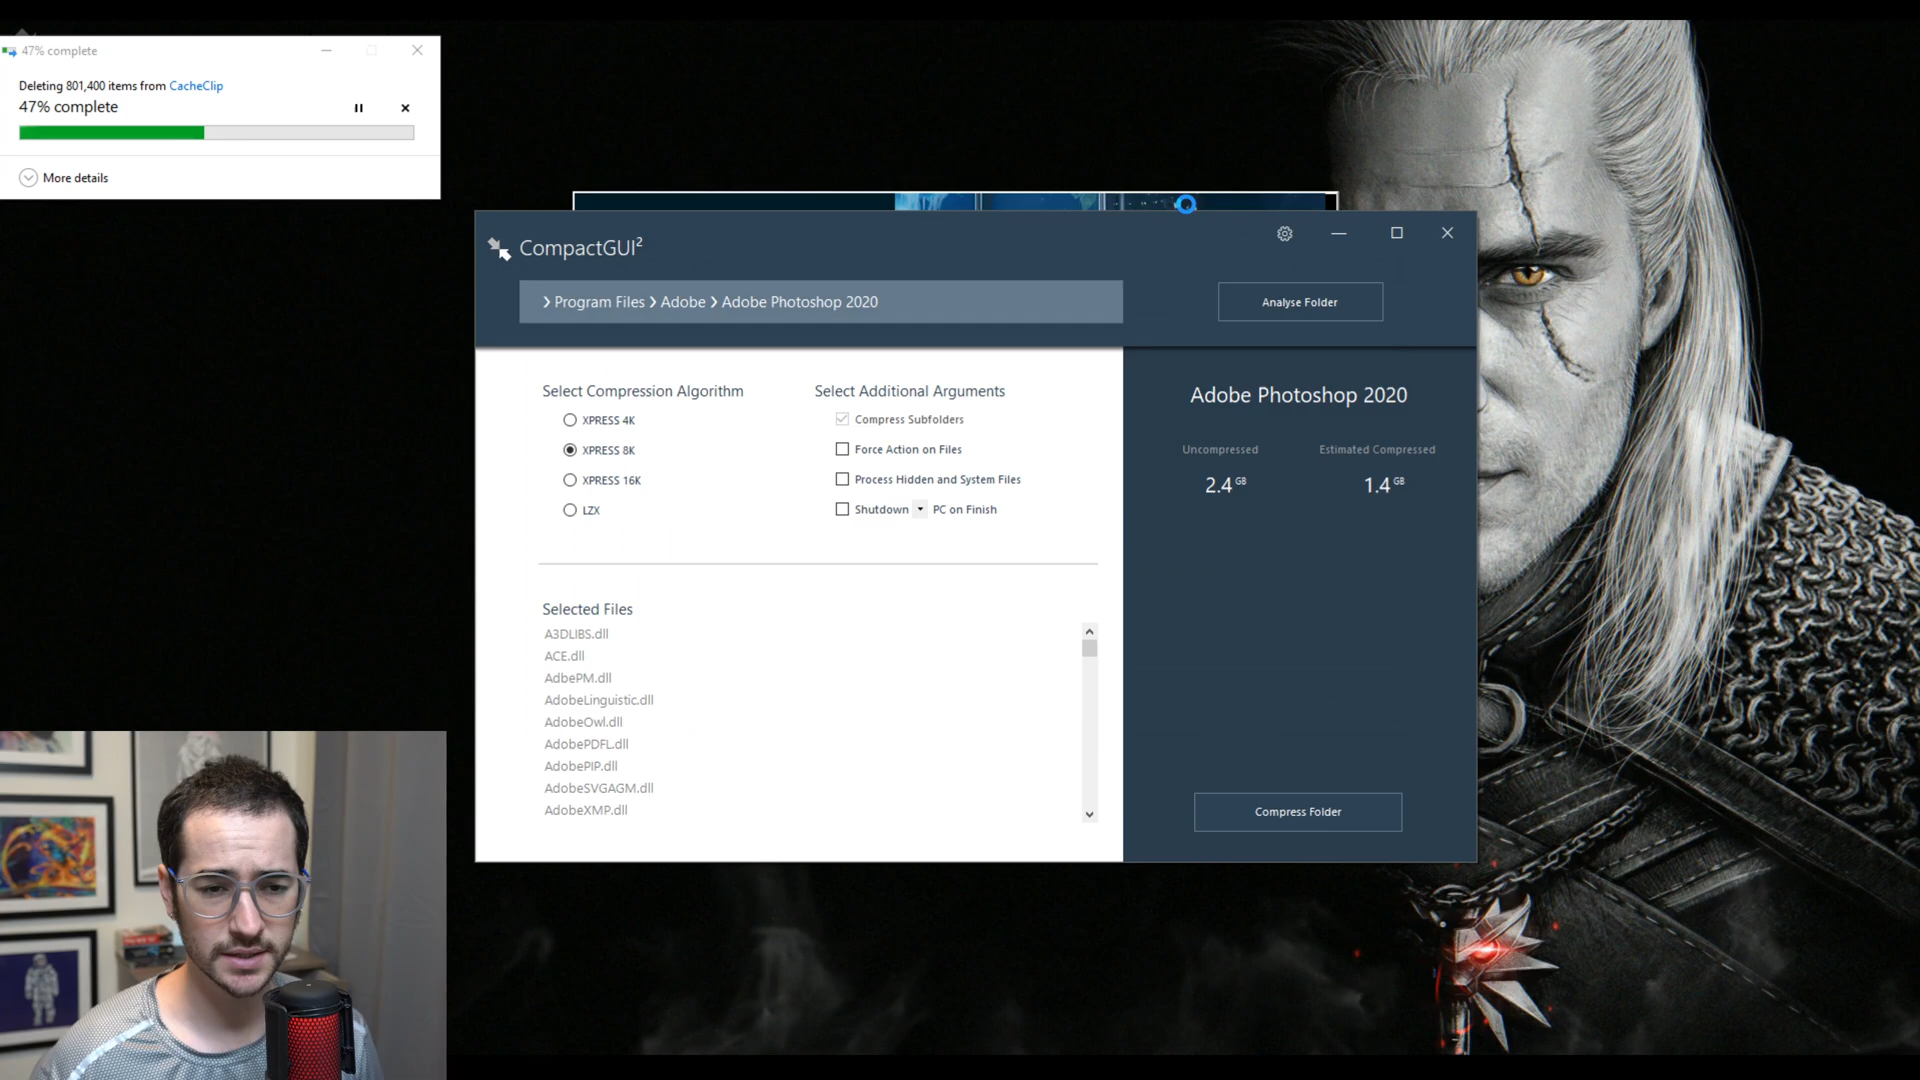 47% complete
Deleting 801,400 items from CacheClip
47% complete
More details
CompactGUI²
Program Files > Adobe > Adobe Photoshop 2020
Analyse Folder
Select Compression Algorithm
XPRESS 4K
XPRESS 8K
XPRESS 16K
LZX
Select Additional Arguments
Compress Subfolders
Force Action on Files
Process Hidden and System Files
Shutdown PC on Finish
Selected Files
A3DLIBS.dll
ACE.dll
AdbePM.dll
AdobeLinguistic.dll
AdobeOwl.dll
AdobePDFL.dll
AdobePIP.dll
AdobeSVGAGM.dll
AdobeXMP.dll
Adobe Photoshop 2020
Uncompressed Estimated Compressed
2.4 GB 1.4 GB
Compress Folder